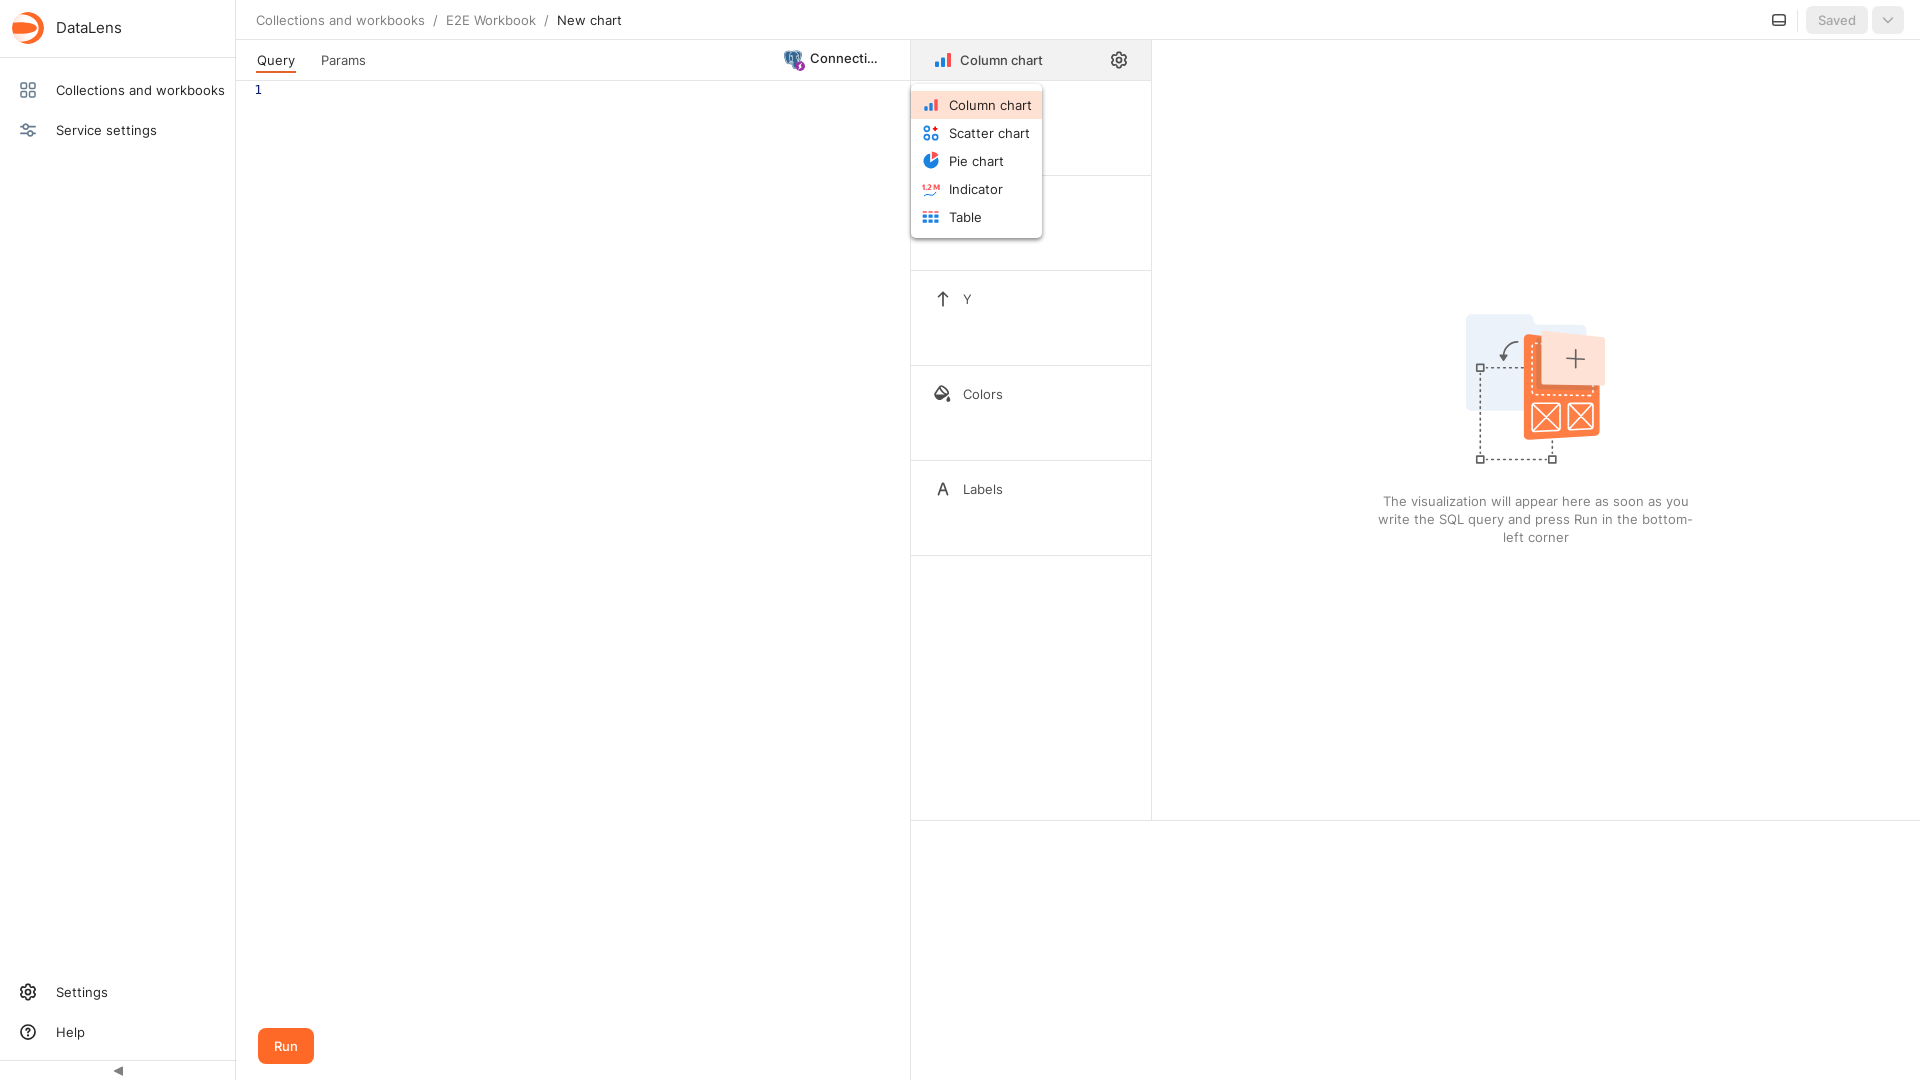 DataLens
Collections and workbooks
Service settings
Settings
Help
Collections and workbooks / E2E Workbook / New chart
Saved
Query
Params
Connecti...
1
Run
Column chart
Column chart
Scatter chart
Pie chart
1.2M
Indicator
Table
Y
Colors
A
Labels
The visualization will appear here as soon as you
write the SQL query and press Run in the bottom-
left corner